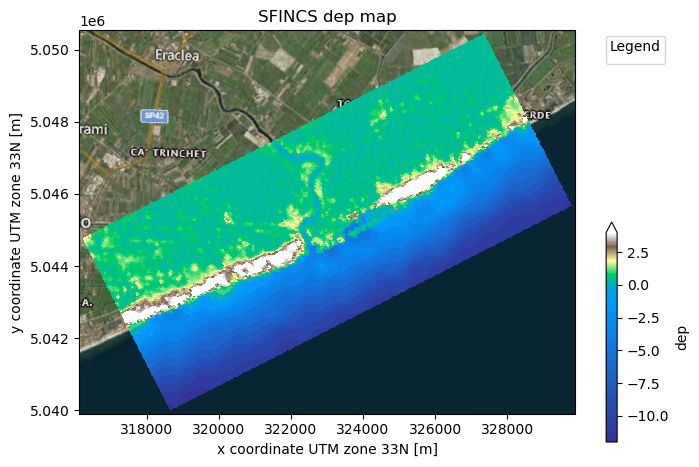 SFINCS dep map
1e6
Legend
5.050
5.048
5.046
5.044
5.042
5.040
y coordinate UTM zone 33N [m]
Eraclea
SP42
rami
CA' TRINCHET
ERDE
O
A.
2.5
0.0
−2.5
−5.0
−7.5
−10.0
dep
318000 320000 322000 324000 326000 328000
x coordinate UTM zone 33N [m]